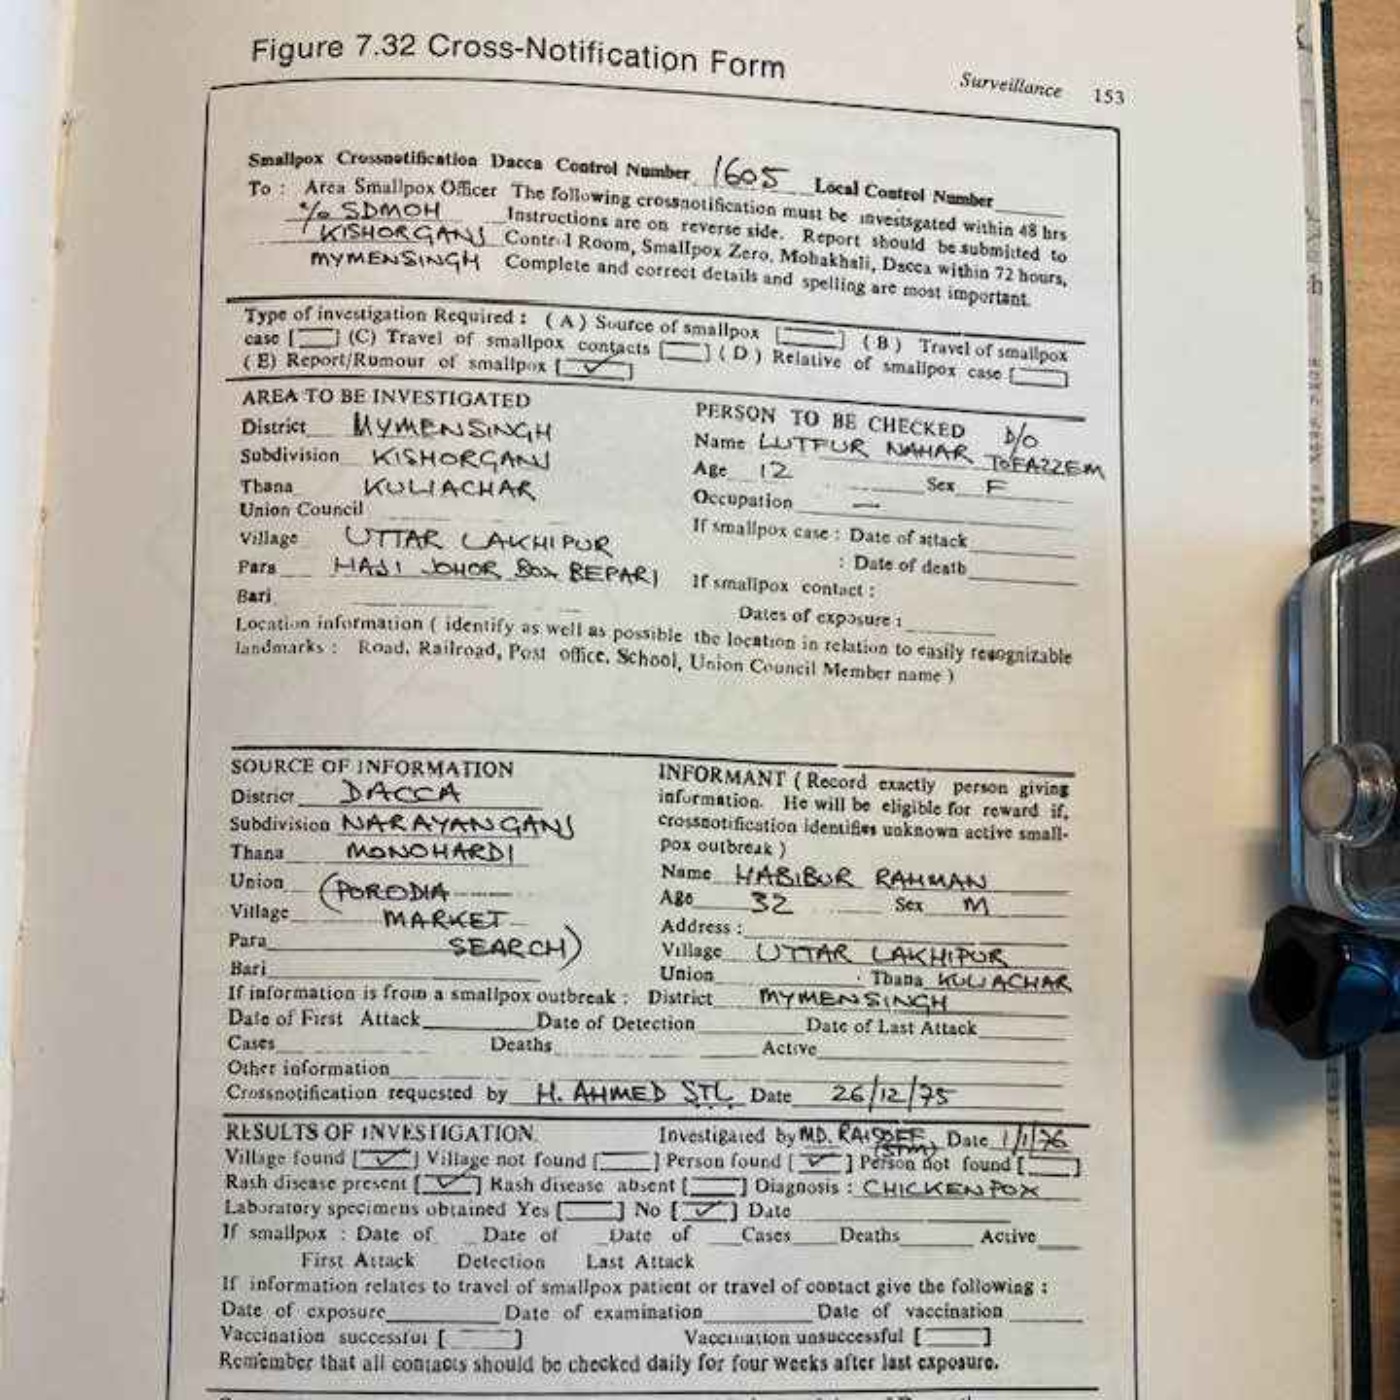 Figure 7.32 Cross-Notification Form
Surveillance 153
Smallpox Crossnotification Dacca Control Number 1605 Local Control Number
To : Area Smallpox Officer The following crossnotification must be investsgated within 48 hrs
c/o SDMOH Instructions are on reverse side. Report should be submitted to
KISHORGANJ Control Room, Smallpox Zero, Mohakhali, Dacca within 72 hours,
MYMENSINGH Complete and correct details and spelling are most important.
Type of investigation Required : ( A ) Source of smallpox [ ] ( B ) Travel of smallpox
case [ ] (C) Travel of smallpox contacts [ ] ( D ) Relative of smallpox case [ ]
( E) Report/Rumour of smallpox [ ✓ ]
AREA TO BE INVESTIGATED
District MYMENSINGH
Subdivision KISHORGANJ
Thana KULIACHAR
Union Council
Village UTTAR LAKHIPUR
Para HAJI JOHOR BOX BEPARI
Bari
PERSON TO BE CHECKED D/O
Name LUTFUR NAHAR TOFAZZEM
Age 12 Sex F
Occupation —
If smallpox case : Date of attack
: Date of death
If smallpox contact :
Dates of exposure :
Location information ( identify as well as possible the location in relation to easily recognizable
landmarks : Road, Railroad, Post office, School, Union Council Member name )
SOURCE OF INFORMATION
District DACCA
Subdivision NARAYANGANJ
Thana MONOHARDI
Union (PORODIA
Village MARKET
Para SEARCH)
Bari
INFORMANT ( Record exactly person giving
information. He will be eligible for reward if,
crossnotification identifies unknown active small-
pox outbreak )
Name HABIBUR RAHMAN
Age 32 Sex M
Address :
Village UTTAR LAKHIPUR
Union Thana KULIACHAR
If information is from a smallpox outbreak : District MYMENSINGH
Date of First Attack Date of Detection Date of Last Attack
Cases Deaths Active
Other information
Crossnotification requested by H. AHMED STL Date 26/12/75
RESULTS OF INVESTIGATION. Investigated by MD. Date 1/1/76
Village found [ ✓ ] Village not found [ ] Person found [ ✓ ] Person not found [ ]
Rash disease present [ ✓ ] Rash disease absent [ ] Diagnosis : CHICKENPOX
Laboratory specimens obtained Yes [ ] No [ ✓ ] Date
If smallpox : Date of Date of Date of Cases Deaths Active
First Attack Detection Last Attack
If information relates to travel of smallpox patient or travel of contact give the following :
Date of exposure Date of examination Date of vaccination
Vaccination successful [ ] Vaccination unsuccessful [ ]
Remember that all contacts should be checked daily for four weeks after last exposure.